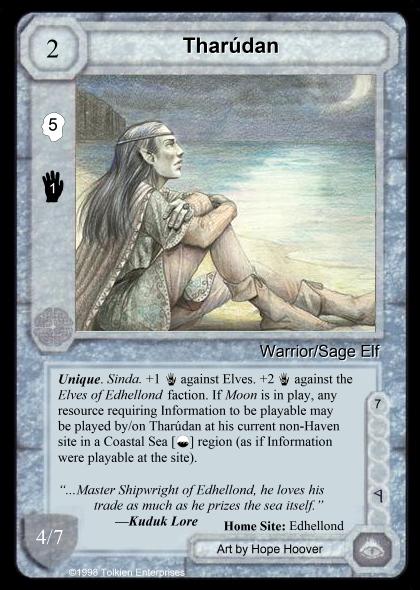 2
Tharúdan
5
1
Warrior/Sage Elf
Unique. Sinda. +1 against Elves. +2 against the
Elves of Edhellond faction. If Moon is in play, any
resource requiring Information to be playable may
be played by/on Tharúdan at his current non-Haven
site in a Coastal Sea [ ] region (as if Information
were playable at the site).
7
“...Master Shipwright of Edhellond, he loves his
trade as much as he prizes the sea itself.”
—Kuduk Lore
Home Site: Edhellond
4/7
Art by Hope Hoover
©1998 Tolkien Enterprises